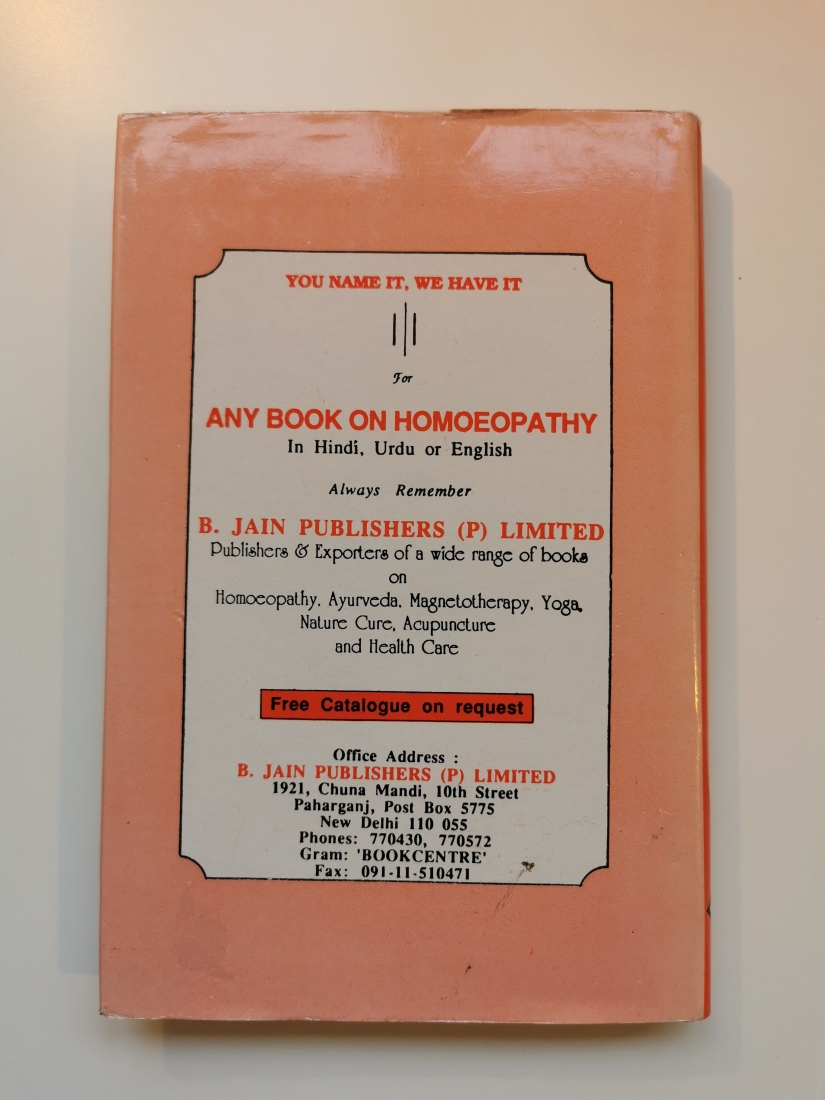 YOU NAME IT, WE HAVE IT
For
ANY BOOK ON HOMOEOPATHY
In Hindi, Urdu or English
Always Remember
B. JAIN PUBLISHERS (P) LIMITED
Publishers & Exporters of a wide range of books
on
Homoeopathy, Ayurveda, Magnetotherapy, Yoga,
Nature Cure, Acupuncture
and Health Care
Free Catalogue on request
Office Address :
B. JAIN PUBLISHERS (P) LIMITED
1921, Chuna Mandi, 10th Street
Paharganj, Post Box 5775
New Delhi 110 055
Phones: 770430, 770572
Gram: 'BOOKCENTRE'
Fax: 091-11-510471